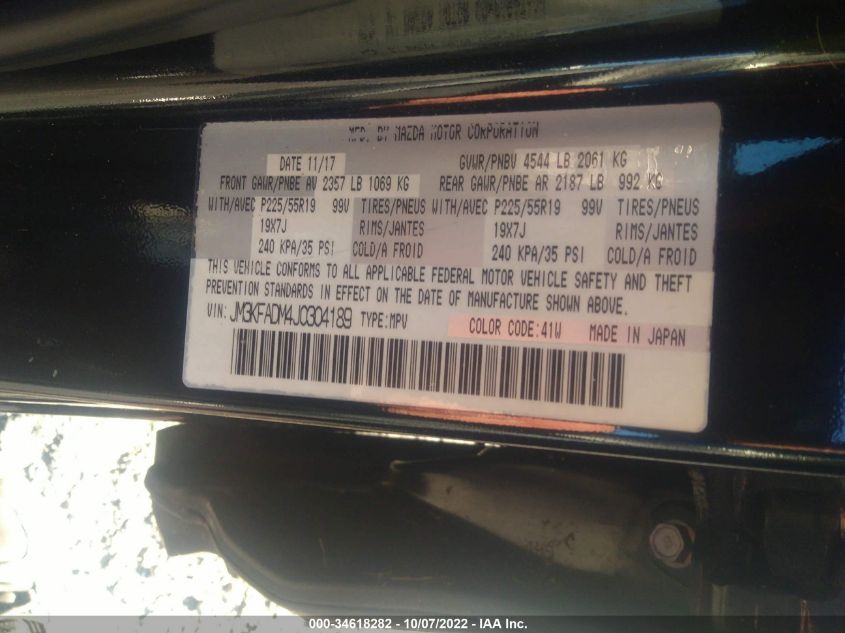 MFD. BY MAZDA MOTOR CORPORATION
DATE 11/17 GVWR/PNBV 4544 LB 2061 KG
FRONT GAWR/PNBE AV 2357 LB 1069 KG REAR GAWR/PNBE AR 2187 LB 992 KG
WITH/AVEC P225/55R19 99V TIRES/PNEUS WITH/AVEC P225/55R19 99V TIRES/PNEUS
19X7J RIMS/JANTES 19X7J RIMS/JANTES
240 KPA/35 PSI COLD/A FROID 240 KPA/35 PSI COLD/A FROID
THIS VEHICLE CONFORMS TO ALL APPLICABLE FEDERAL MOTOR VEHICLE SAFETY AND THEFT
PREVENTION STANDARDS IN EFFECT ON THE DATE OF MANUFACTURE SHOWN ABOVE.
VIN: JM3KFADM4J0304189 TYPE:MPV COLOR CODE:41W MADE IN JAPAN
000-34618282 - 10/07/2022 - IAA Inc.